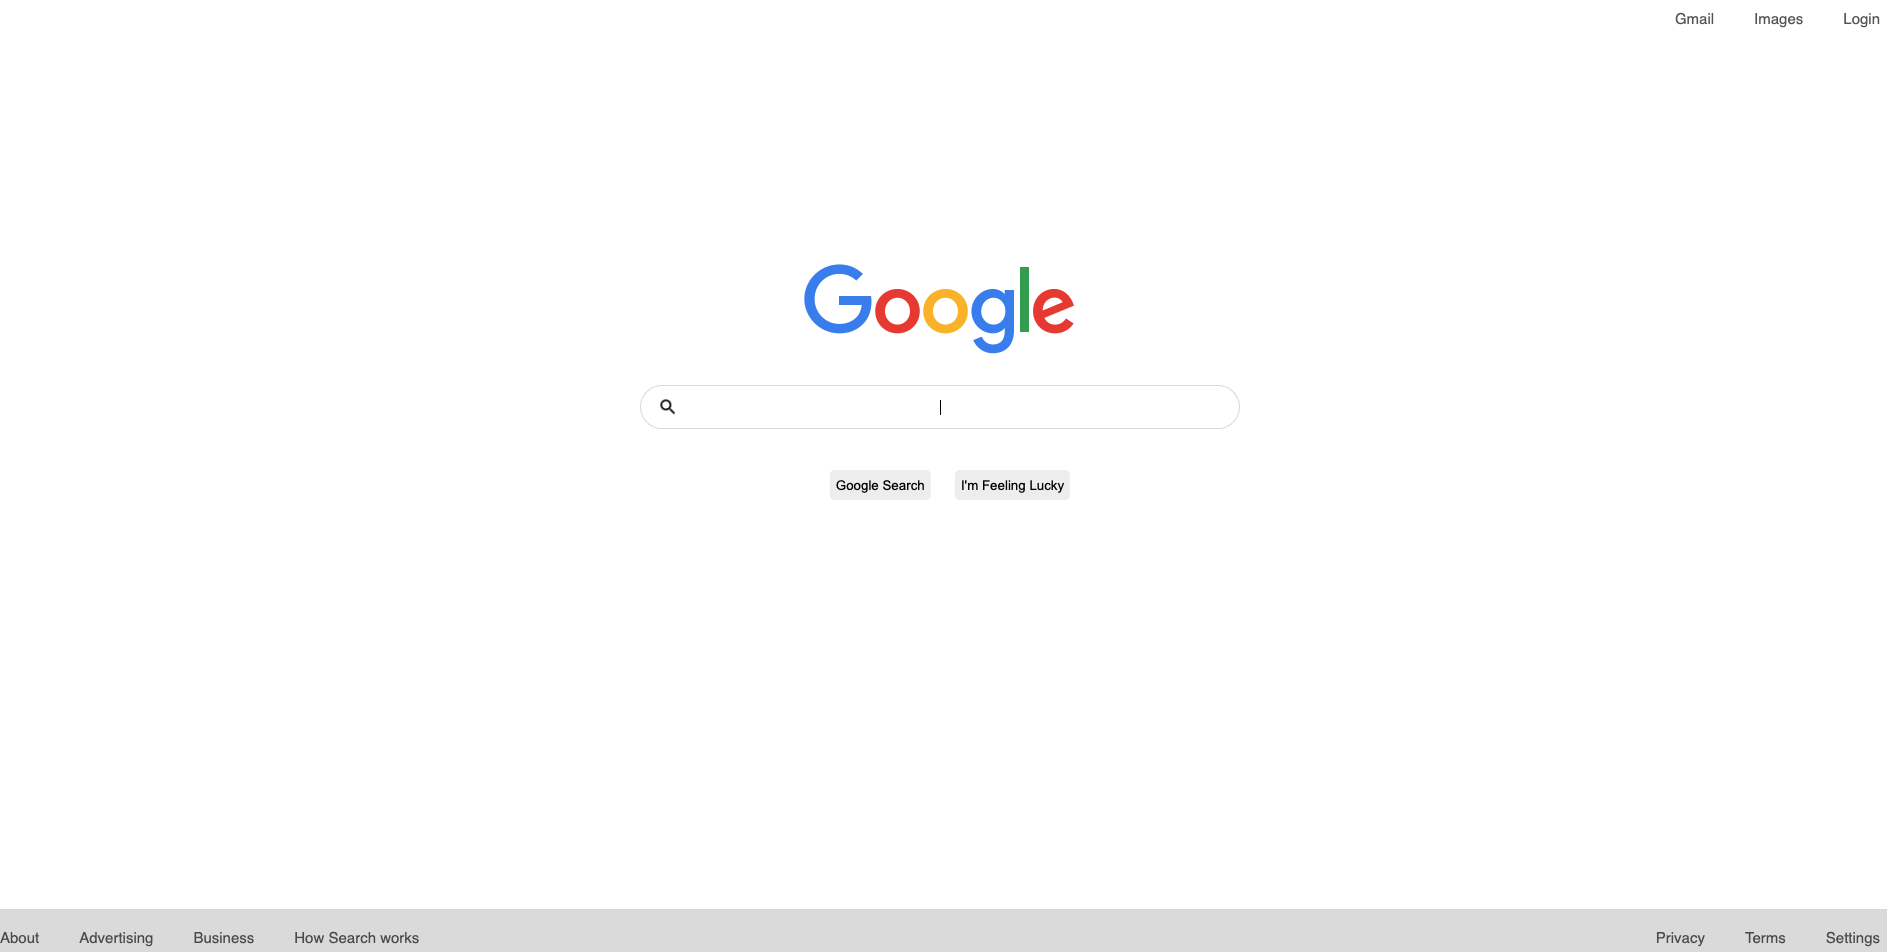 Gmail Images Login
Google
Google Search I'm Feeling Lucky
About Advertising Business How Search works Privacy Terms Settings